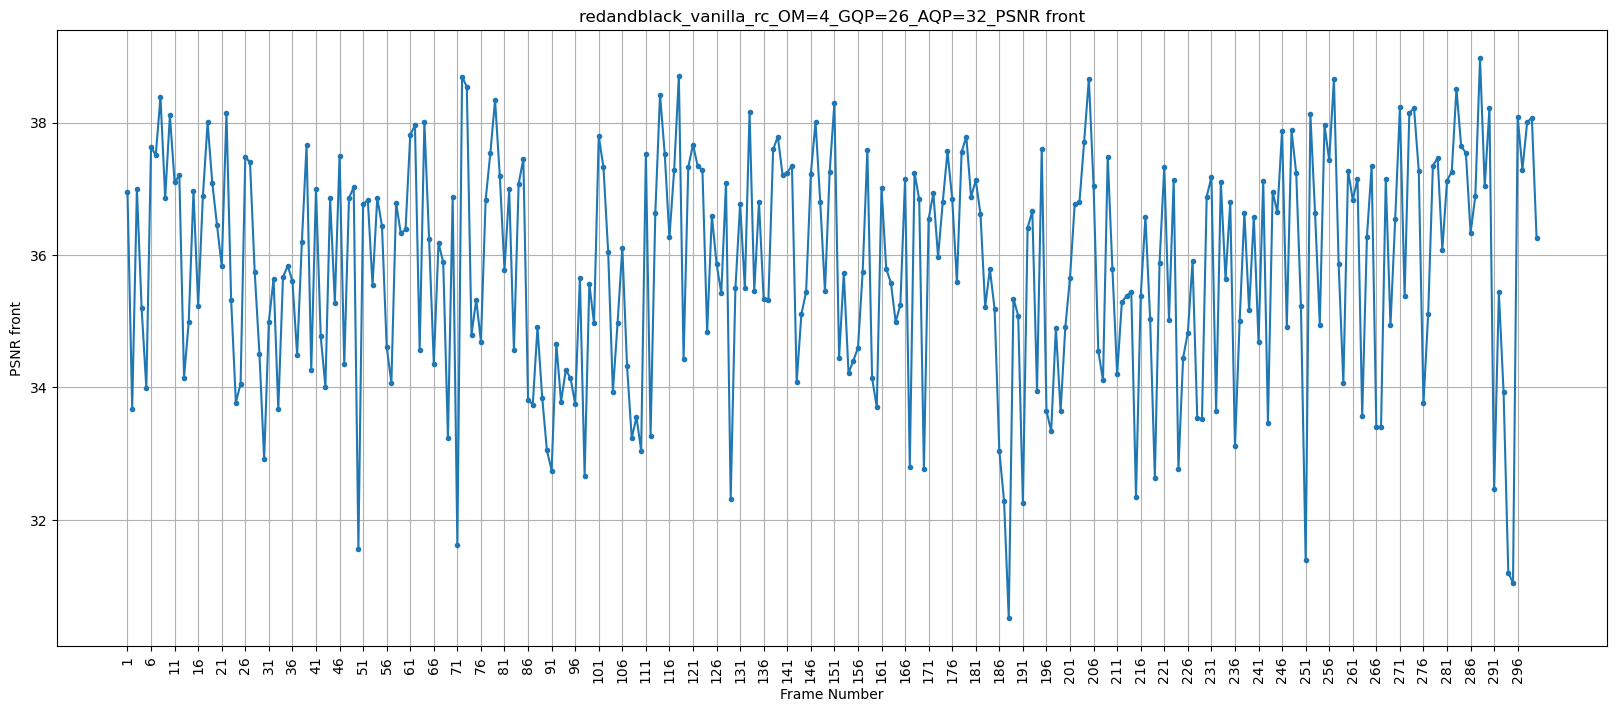 redandblack_vanilla_rc_OM=4_GQP=26_AQP=32_PSNR front
PSNR front
38
36
34
32
1 6 11 16 21 26 31 36 41 46 51 56 61 66 71 76 81 86 91 96 101 106 111 116 121 126 131 136 141 146 151 156 161 166 171 176 181 186 191 196 201 206 211 216 221 226 231 236 241 246 251 256 261 266 271 276 281 286 291 296
Frame Number